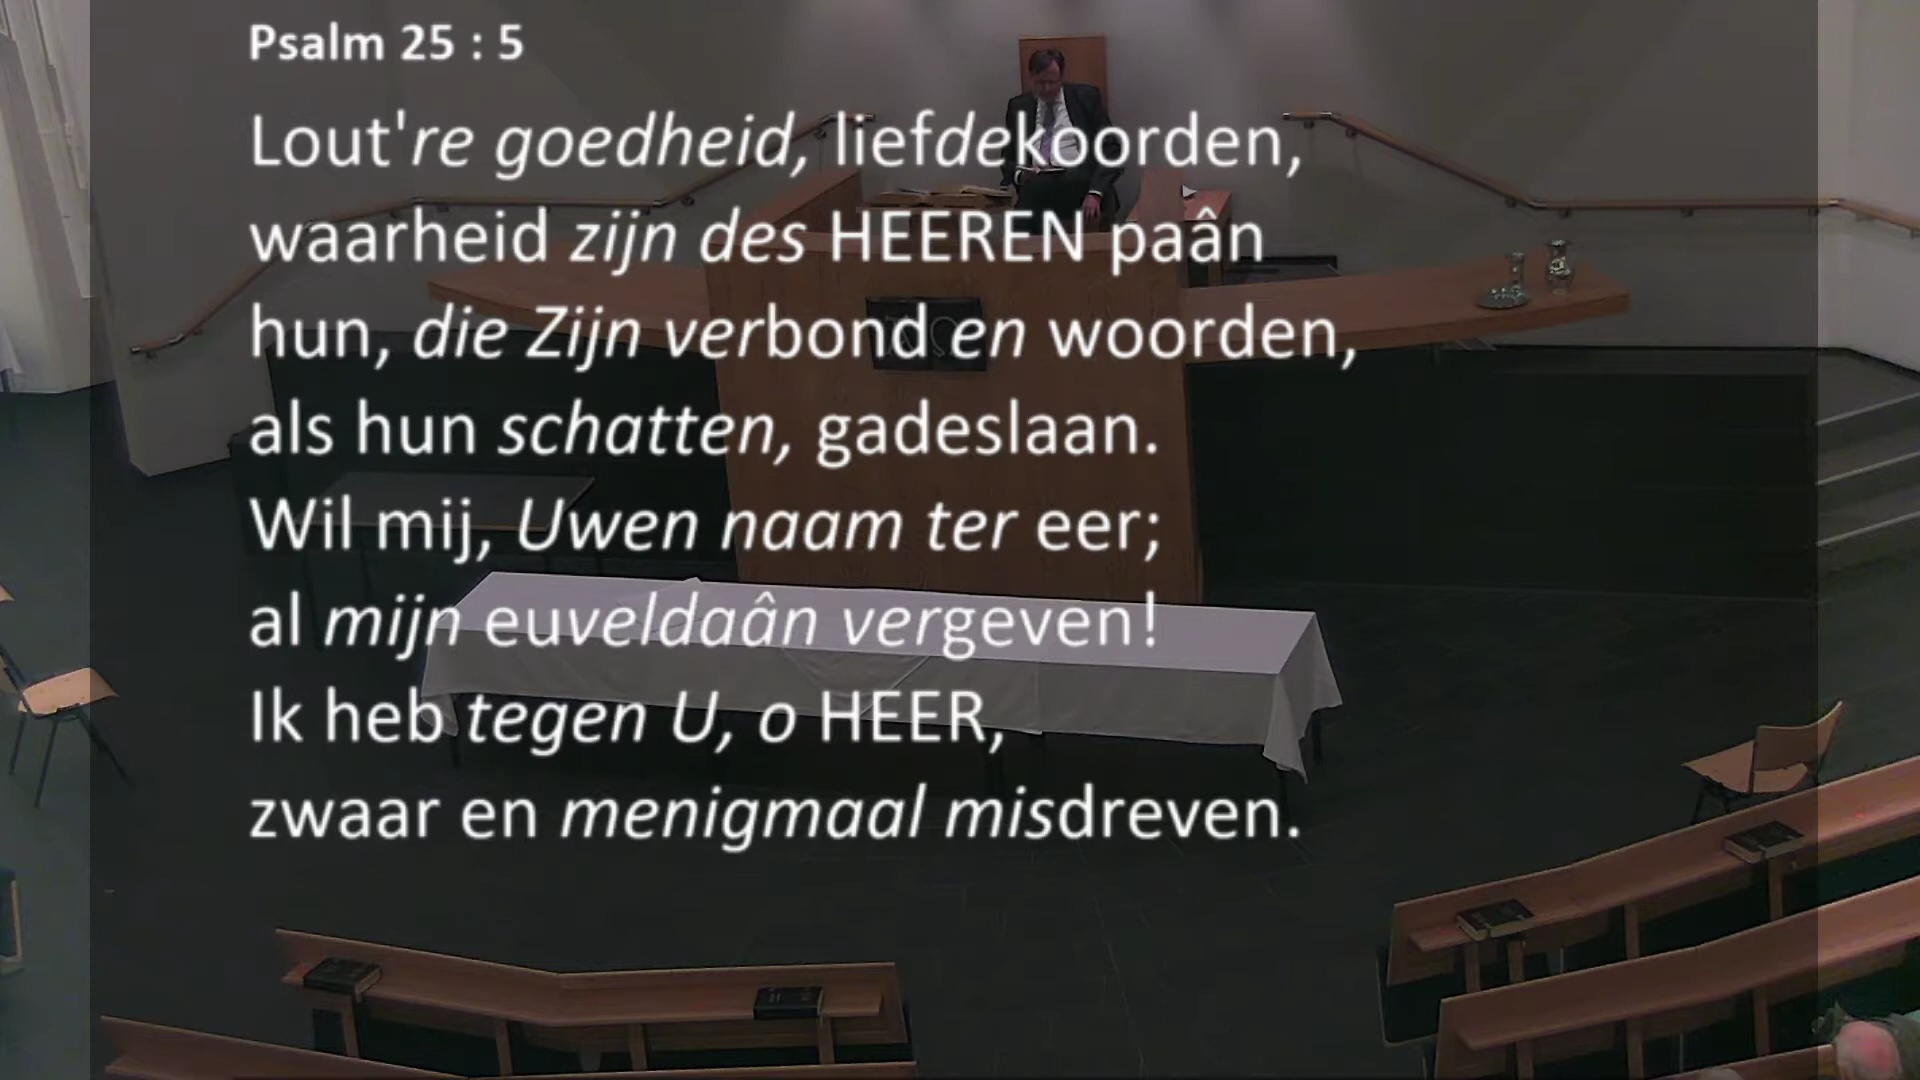 Psalm 25 : 5
Lout're goedheid, liefdekoorden,
waarheid zijn des HEEREN paân
hun, die Zijn verbond en woorden,
als hun schatten, gadeslaan.
Wil mij, Uwen naam ter eer;
al mijn euveldaân vergeven!
Ik heb tegen U, o HEER,
zwaar en menigmaal misdreven.